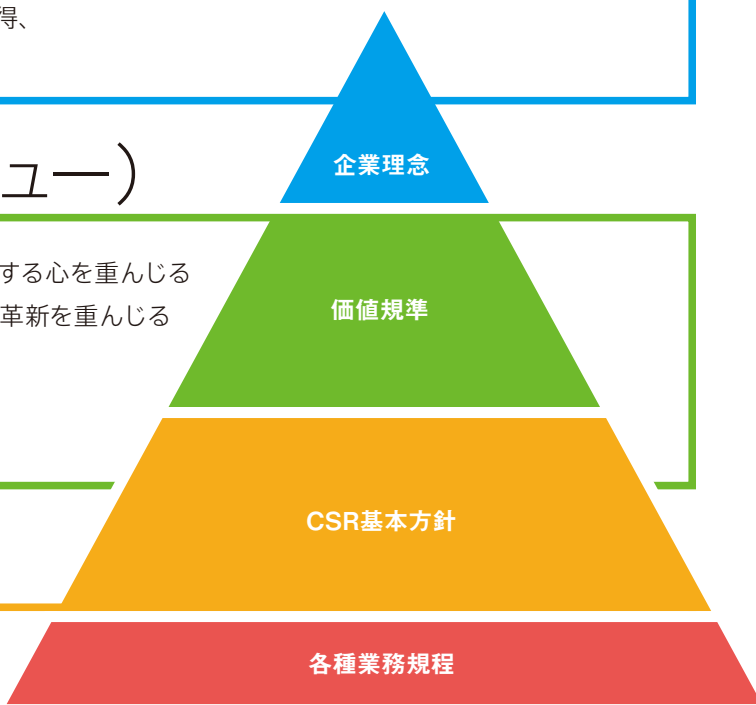 得、
企業理念
ュー）
する心を重んじる
革新を重んじる
価値規準
CSR基本方針
各種業務規程